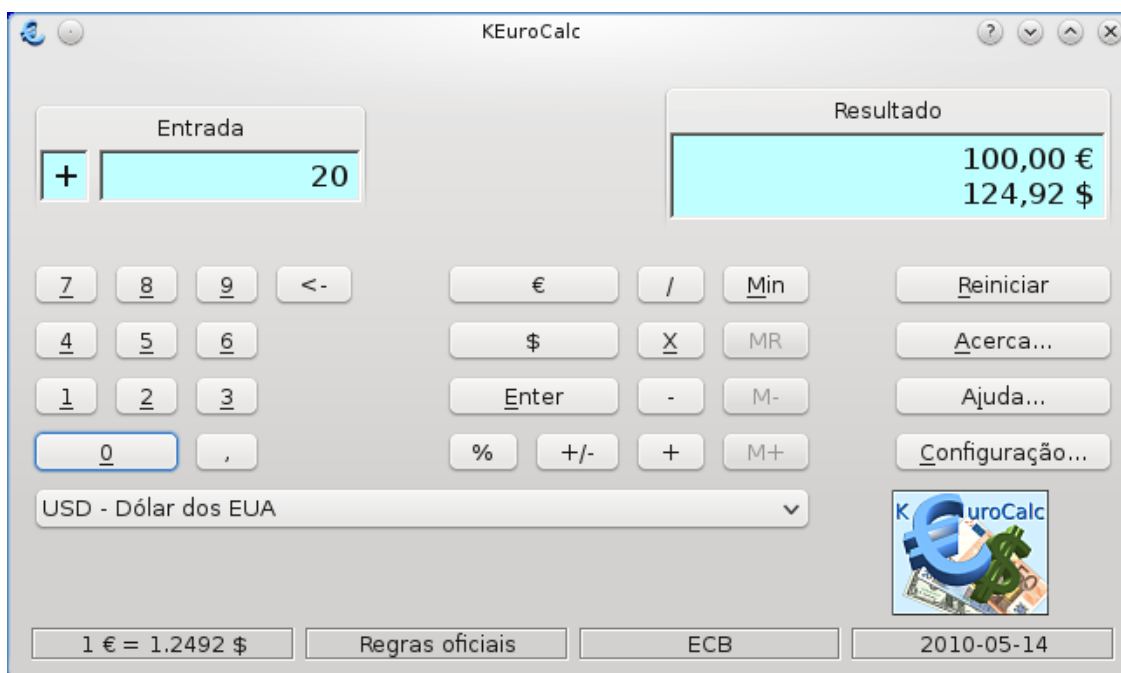 KEuroCalc
Entrada
+ 20
Resultado
100,00 €
124,92 $
7 8 9 <- € / Min Reiniciar
4 5 6 $ X MR Acerca...
1 2 3 Enter - M- Ajuda...
0 , % +/- + M+ Configuração...
USD - Dólar dos EUA
K uroCalc
1 € = 1.2492 $ Regras oficiais ECB 2010-05-14